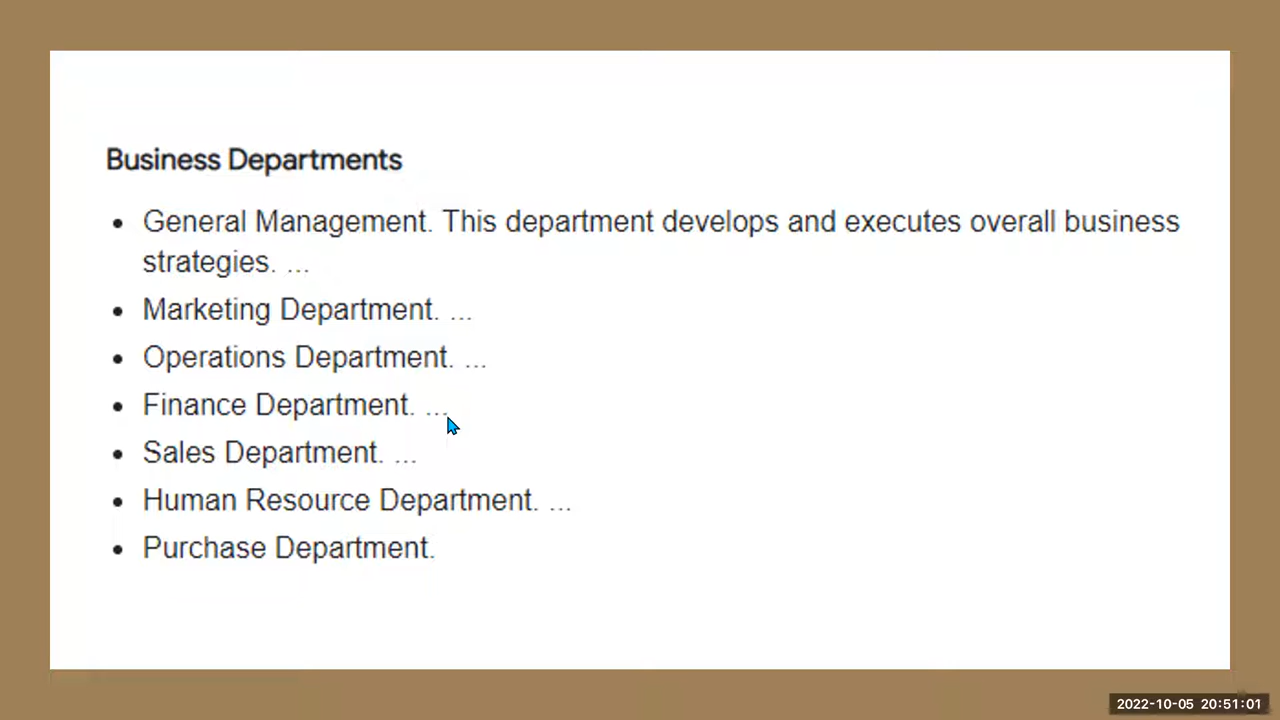 Business Departments
• General Management. This department develops and executes overall business
strategies. ...
• Marketing Department. ...
• Operations Department. ...
• Finance Department. ...
• Sales Department. ...
• Human Resource Department. ...
• Purchase Department.
2022-10-05 20:51:01